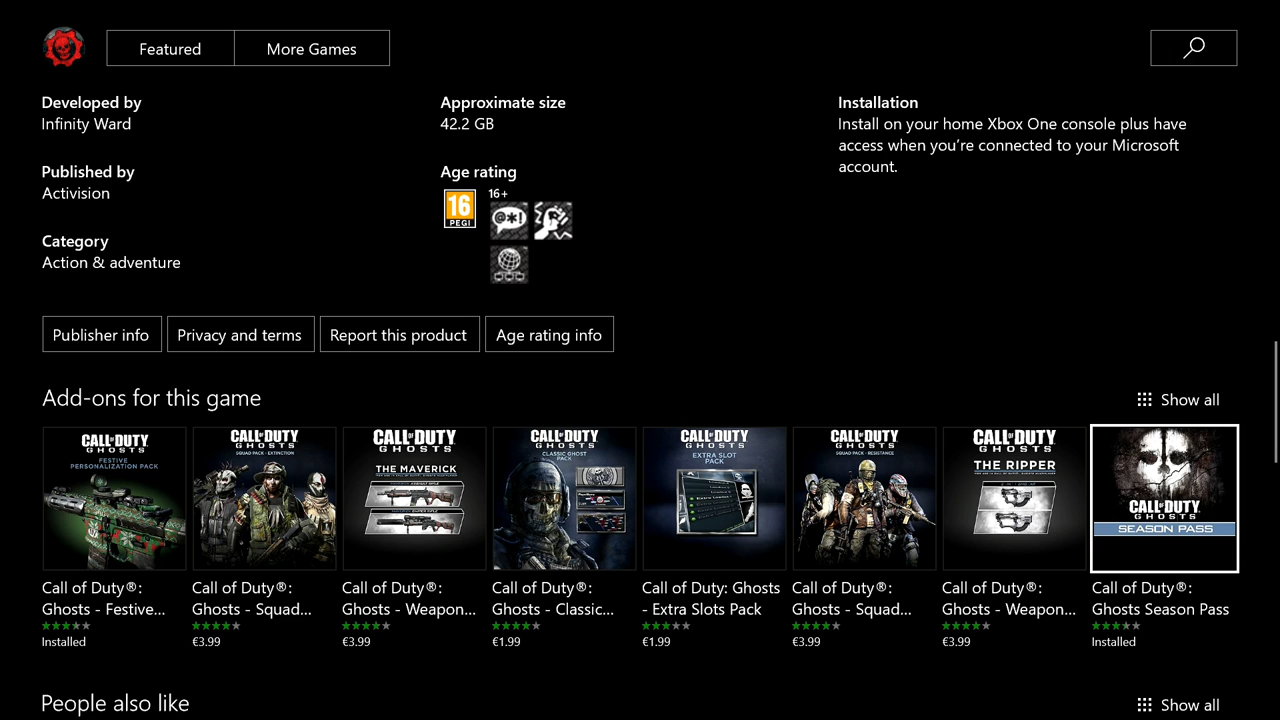 Featured
More Games
Developed by
Infinity Ward
Approximate size
42.2 GB
Installation
Install on your home Xbox One console plus have
access when you're connected to your Microsoft
account.
Published by
Activision
Age rating
16
PEGI
16+
@*!
Category
Action & adventure
Publisher info
Privacy and terms
Report this product
Age rating info
Add-ons for this game
Show all
CALL OF DUTY
GHOSTS
FESTIVE
PERSONALIZATION PACK
CALL OF DUTY
GHOSTS
SQUAD PACK - EXTINCTION
CALL OF DUTY
GHOSTS
THE MAVERICK
CALL OF DUTY
GHOSTS
CLASSIC GHOST
PACK
CALL OF DUTY
GHOSTS
EXTRA SLOT
PACK
CALL OF DUTY
GHOSTS
SQUAD PACK - RESISTANCE
CALL OF DUTY
GHOSTS
THE RIPPER
CALL OF DUTY
GHOSTS
SEASON PASS
Call of Duty®:
Ghosts - Festive...
Installed
Call of Duty®:
Ghosts - Squad...
€3.99
Call of Duty®:
Ghosts - Weapon...
€3.99
Call of Duty®:
Ghosts - Classic...
€1.99
Call of Duty: Ghosts
- Extra Slots Pack
€1.99
Call of Duty®:
Ghosts - Squad...
€3.99
Call of Duty®:
Ghosts - Weapon...
€3.99
Call of Duty®:
Ghosts Season Pass
Installed
People also like
Show all